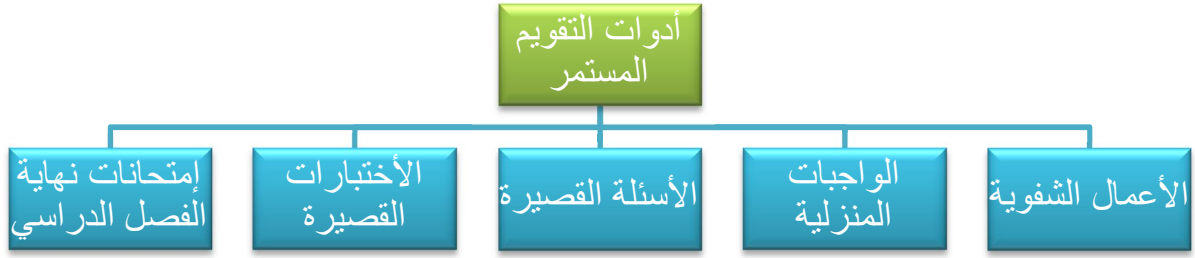 أدوات التقويم
المستمر
الأعمال الشفوية
الواجبات
المنزلية
الأسئلة القصيرة
الأختبارات
القصيرة
إمتحانات نهاية
الفصل الدراسي